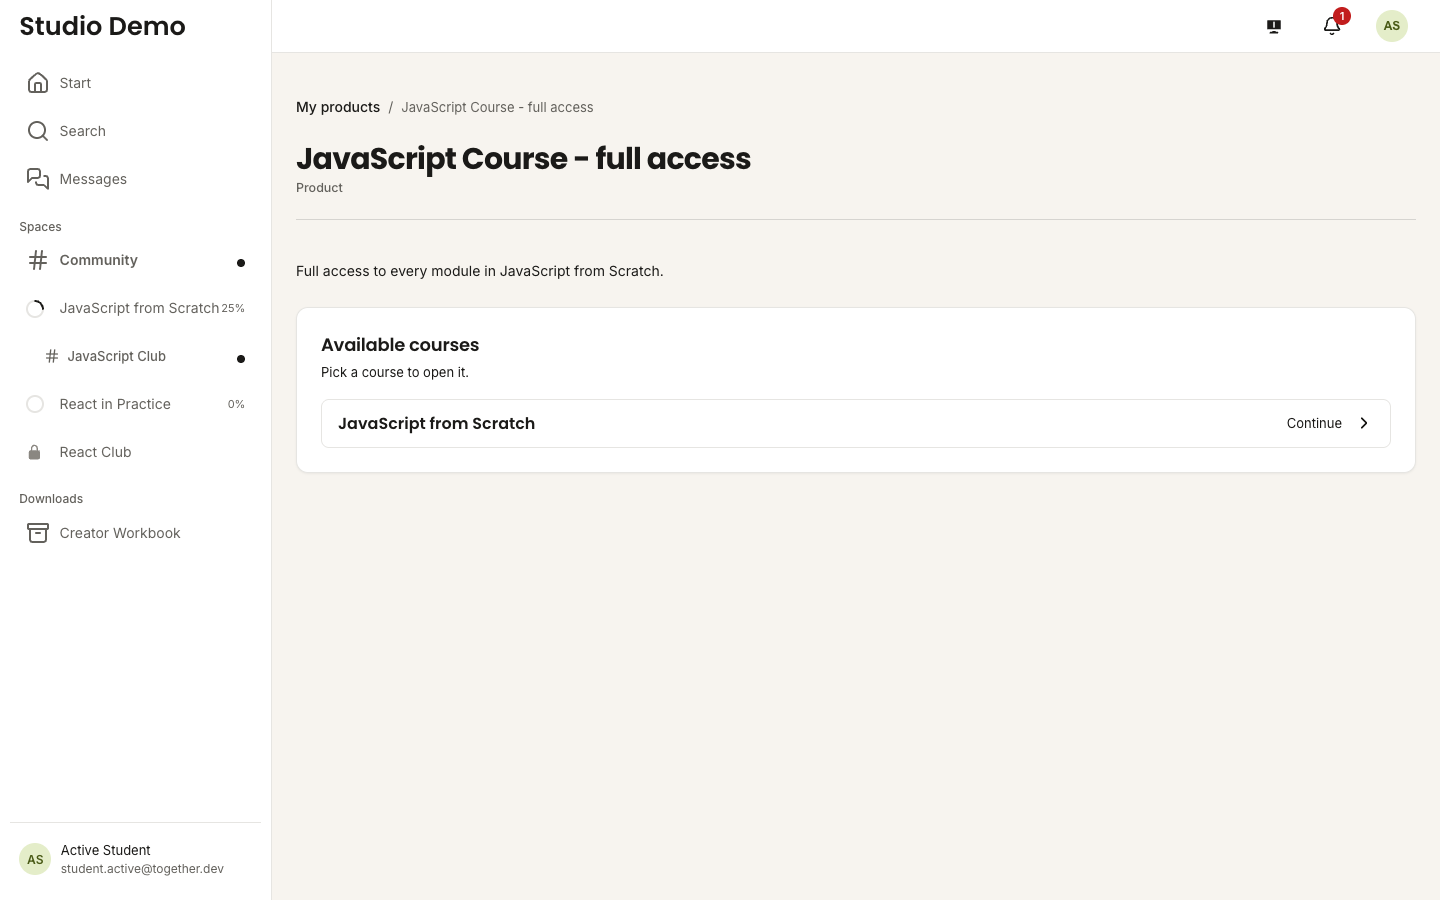 Studio Demo
Start
Search
Messages
Spaces
Community
JavaScript from Scratch 25%
JavaScript Club
React in Practice 0%
React Club
Downloads
Creator Workbook
AS
Active Student
student.active@together.dev
1
AS
My products / JavaScript Course - full access
JavaScript Course - full access
Product
Full access to every module in JavaScript from Scratch.
Available courses
Pick a course to open it.
JavaScript from Scratch Continue